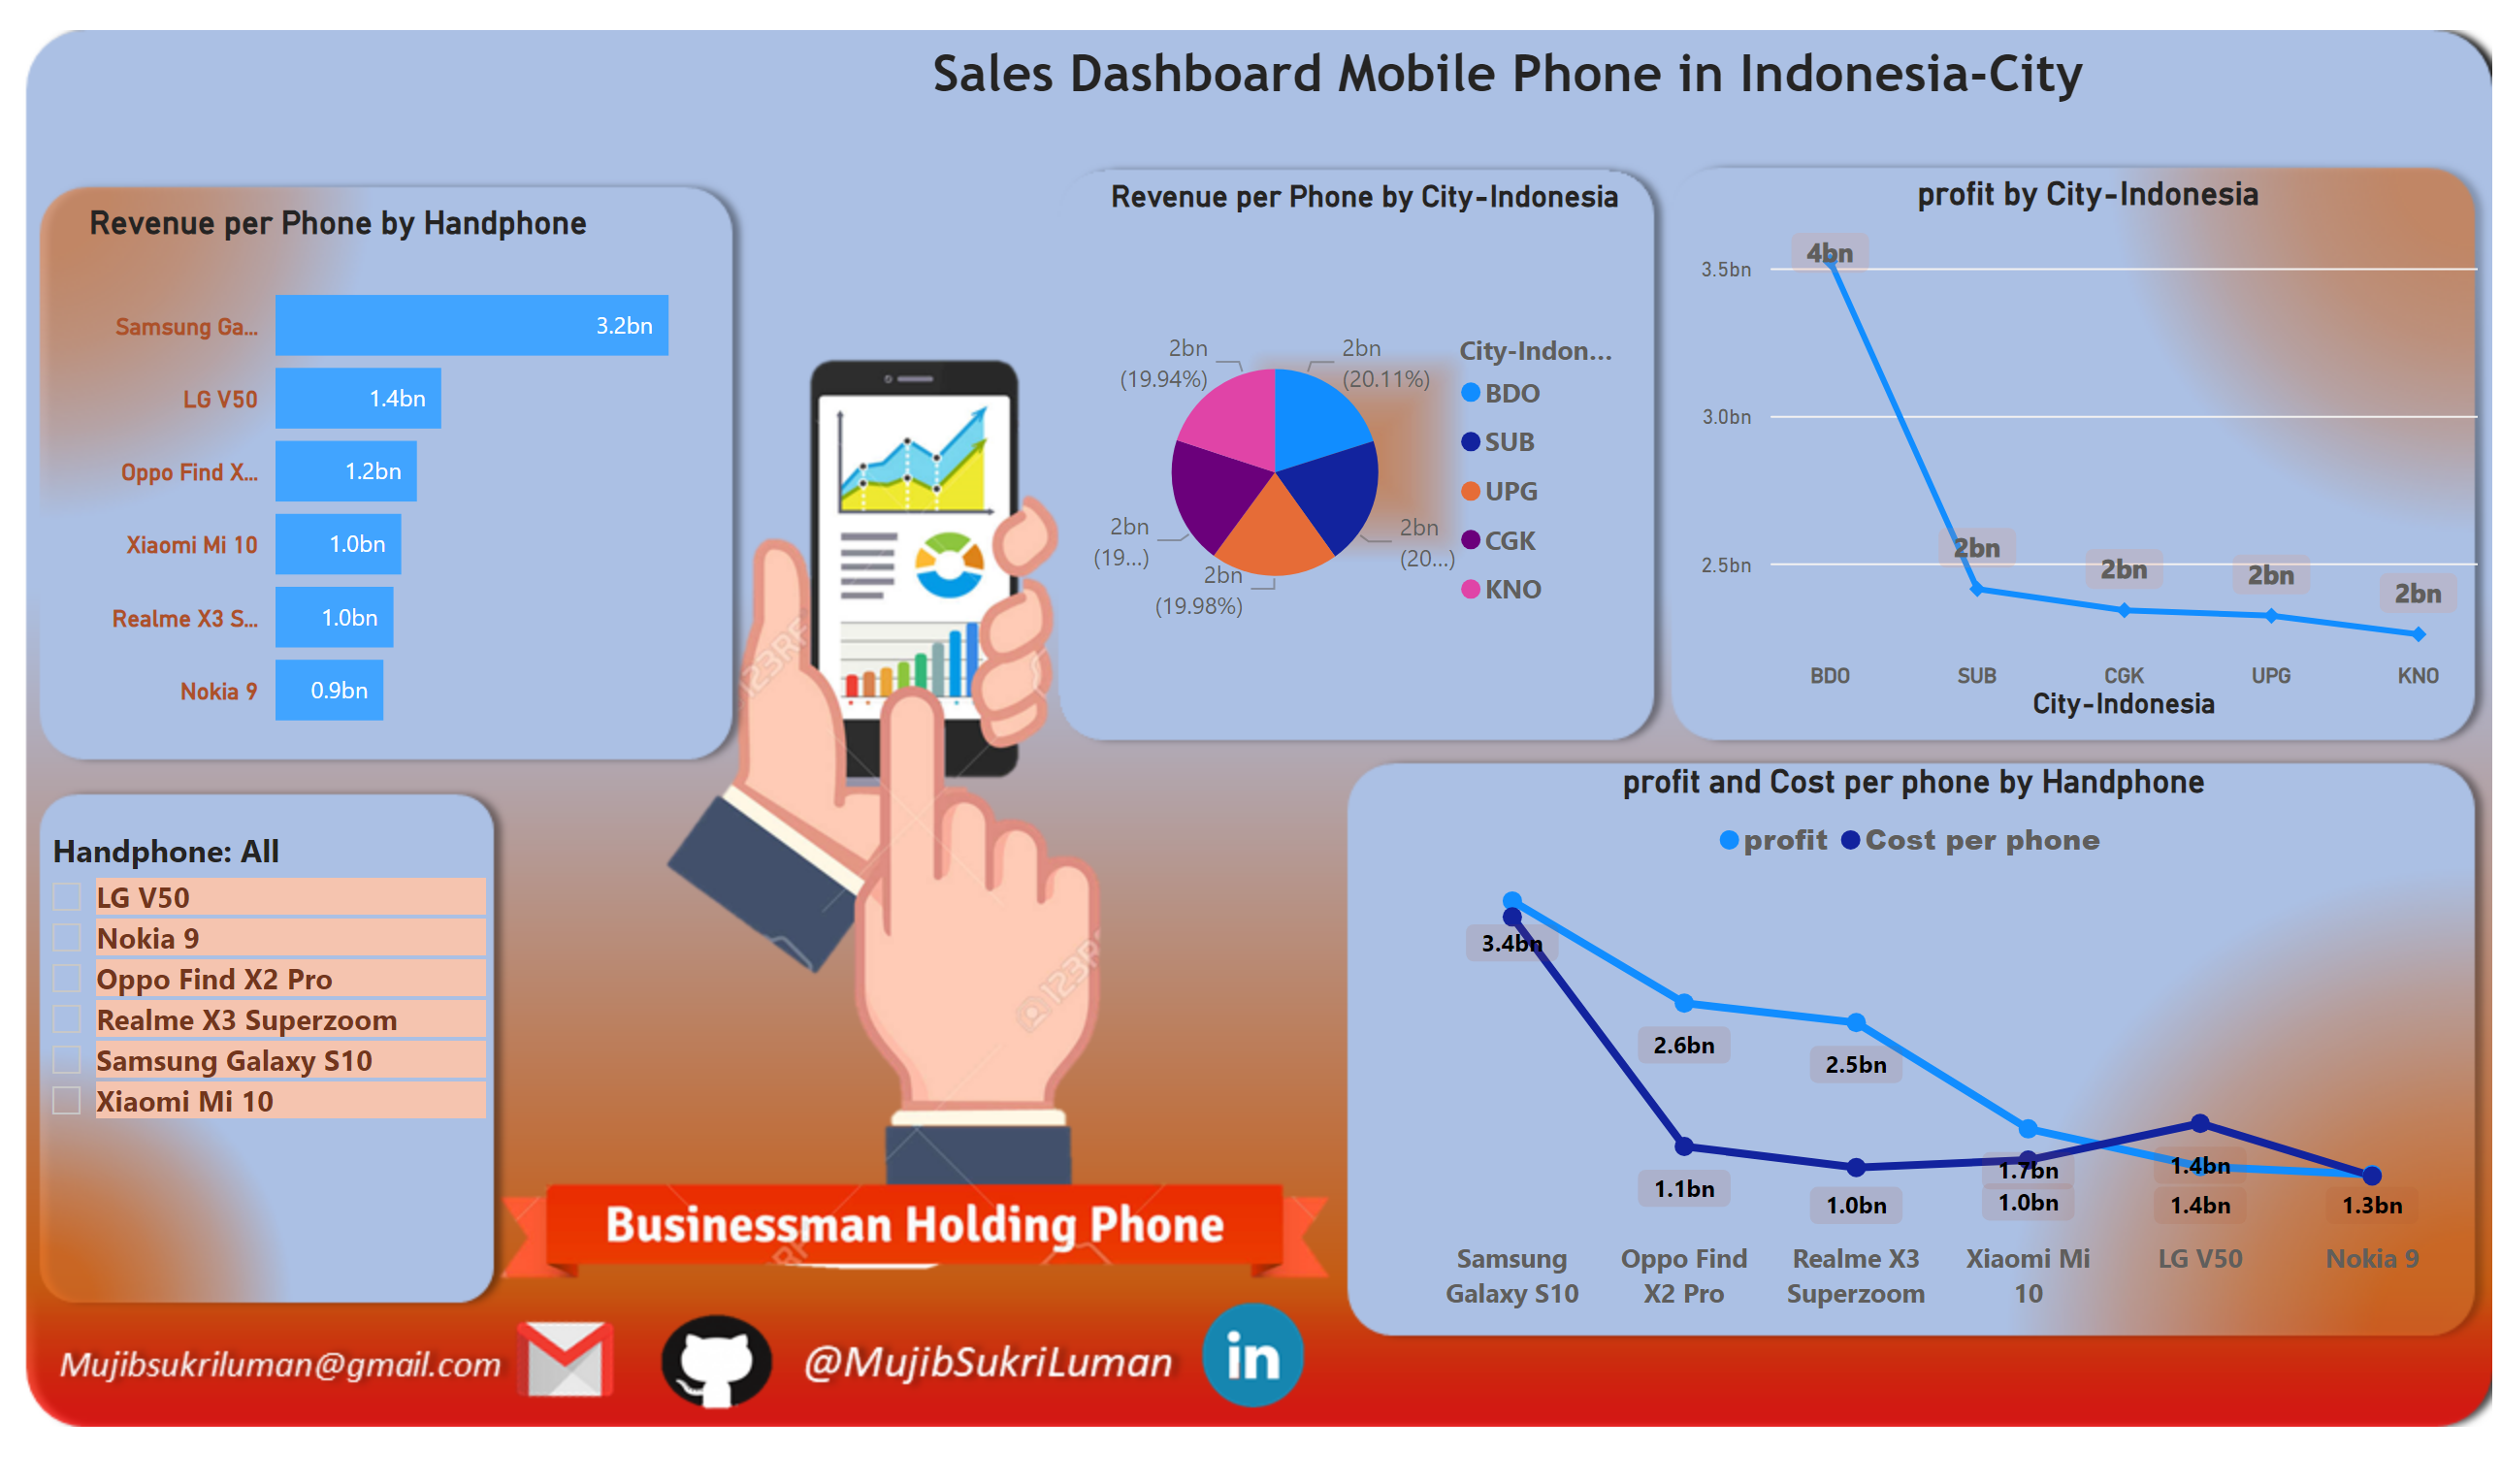 Sales Dashboard Mobile Phone in Indonesia-City
Revenue per Phone by Handphone
Samsung Ga...
3.2bn
LG V50
1.4bn
Oppo Find X...
1.2bn
Xiaomi Mi 10
1.0bn
Realme X3 S...
1.0bn
Nokia 9
0.9bn
Revenue per Phone by City-Indonesia
2bn
(19.94%)
2bn
(20.11%)
2bn
(19...)
2bn
(20...)
2bn
(19.98%)
City-Indon...
BDO
SUB
UPG
CGK
KNO
profit by City-Indonesia
3.5bn
3.0bn
2.5bn
4bn
2bn
2bn
2bn
2bn
BDO
SUB
CGK
UPG
KNO
City-Indonesia
Handphone: All
LG V50
Nokia 9
Oppo Find X2 Pro
Realme X3 Superzoom
Samsung Galaxy S10
Xiaomi Mi 10
123RF
Businessman Holding Phone
profit and Cost per phone by Handphone
profit
Cost per phone
3.4bn
2.6bn
2.5bn
1.7bn
1.4bn
1.1bn
1.0bn
1.0bn
1.4bn
1.3bn
Samsung
Galaxy S10
Oppo Find
X2 Pro
Realme X3
Superzoom
Xiaomi Mi
10
LG V50
Nokia 9
Mujibsukriluman@gmail.com
@MujibSukriLuman
in